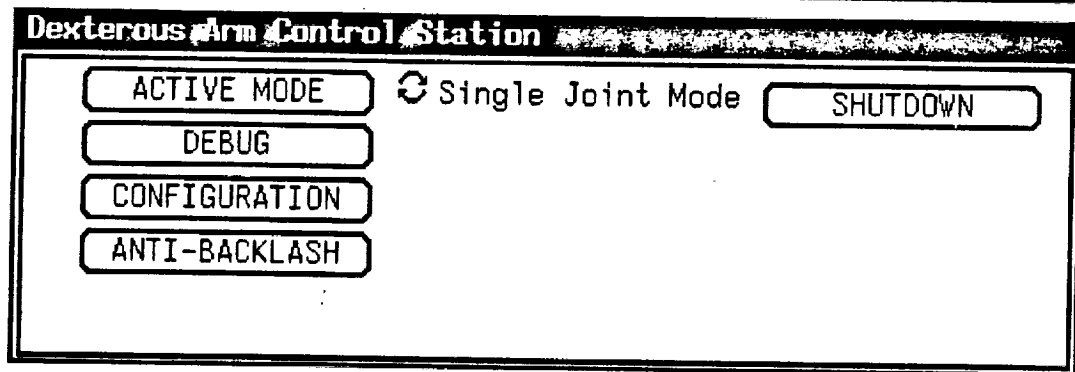 Dexterous Arm Control Station
ACTIVE MODE Single Joint Mode SHUTDOWN
DEBUG
CONFIGURATION
ANTI-BACKLASH